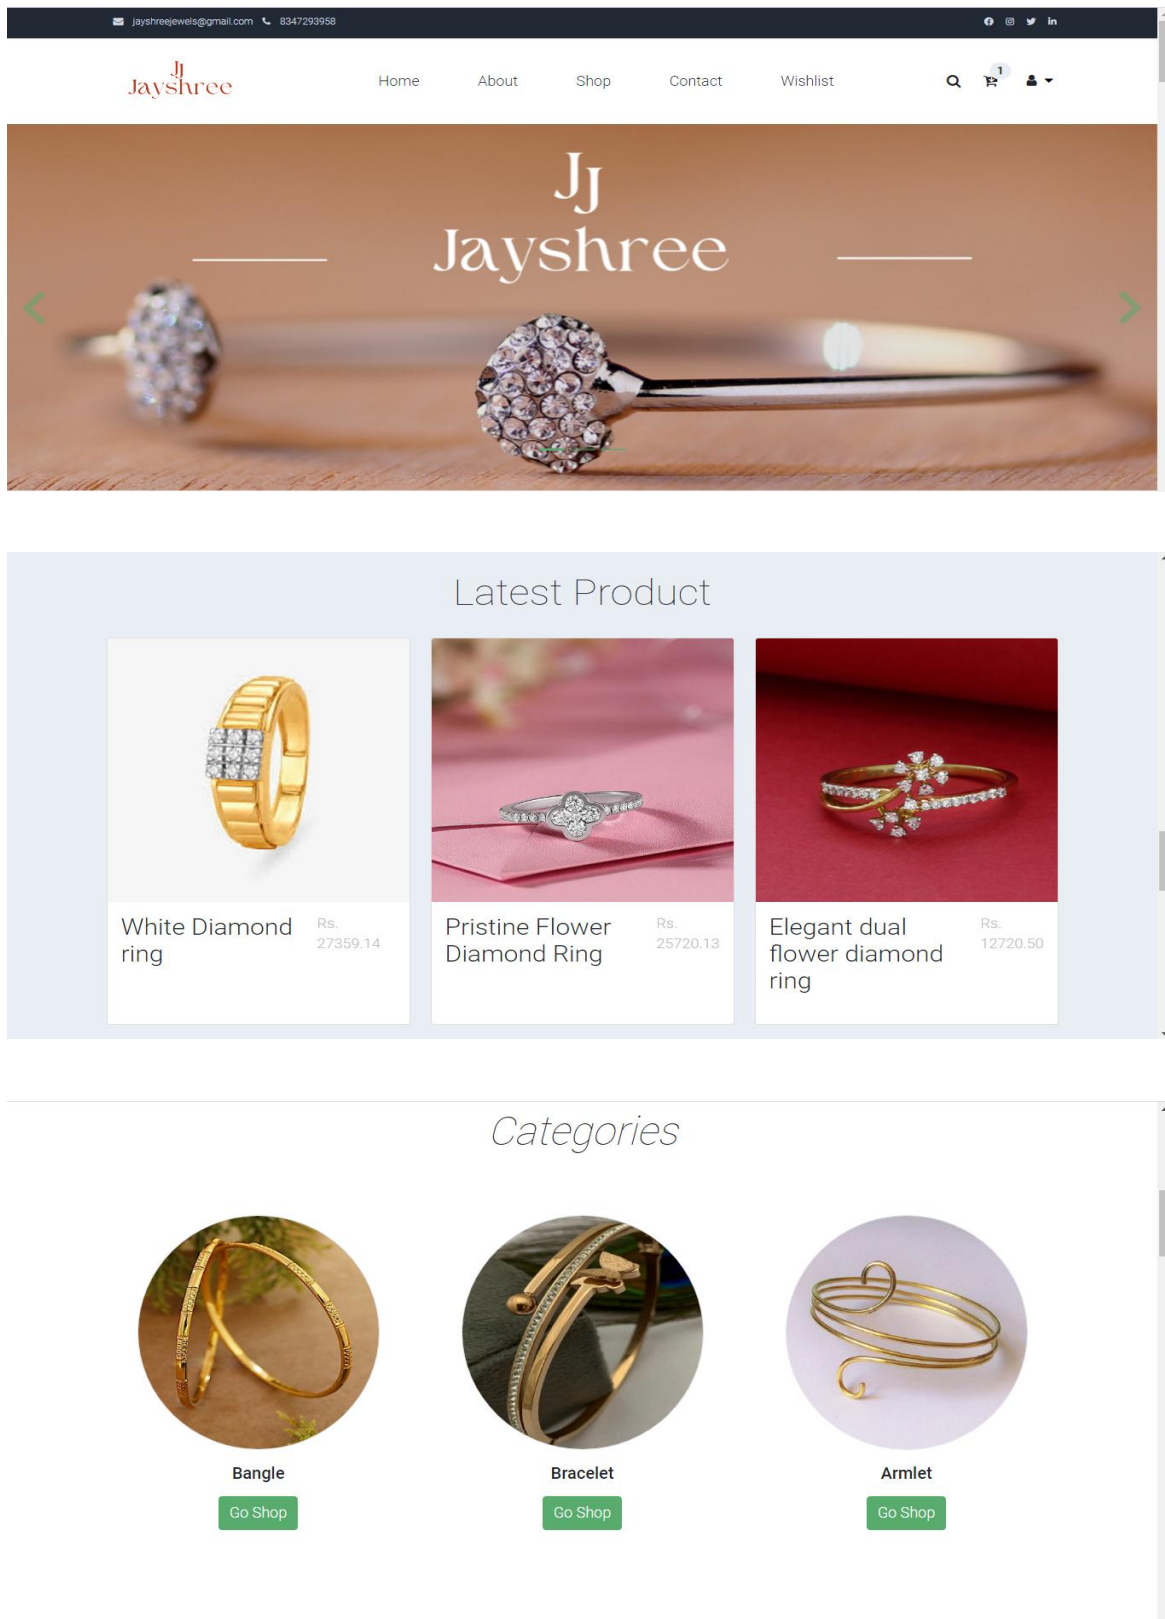 jayshreejewels@gmail.com 8347293958
JJ
Jayshree
Home About Shop Contact Wishlist 1
JJ
Jayshree
Latest Product
White Diamond ring Rs. 27359.14
Pristine Flower Diamond Ring Rs. 25720.13
Elegant dual flower diamond ring Rs. 12720.50
Categories
Bangle Bracelet Armlet
Go Shop Go Shop Go Shop